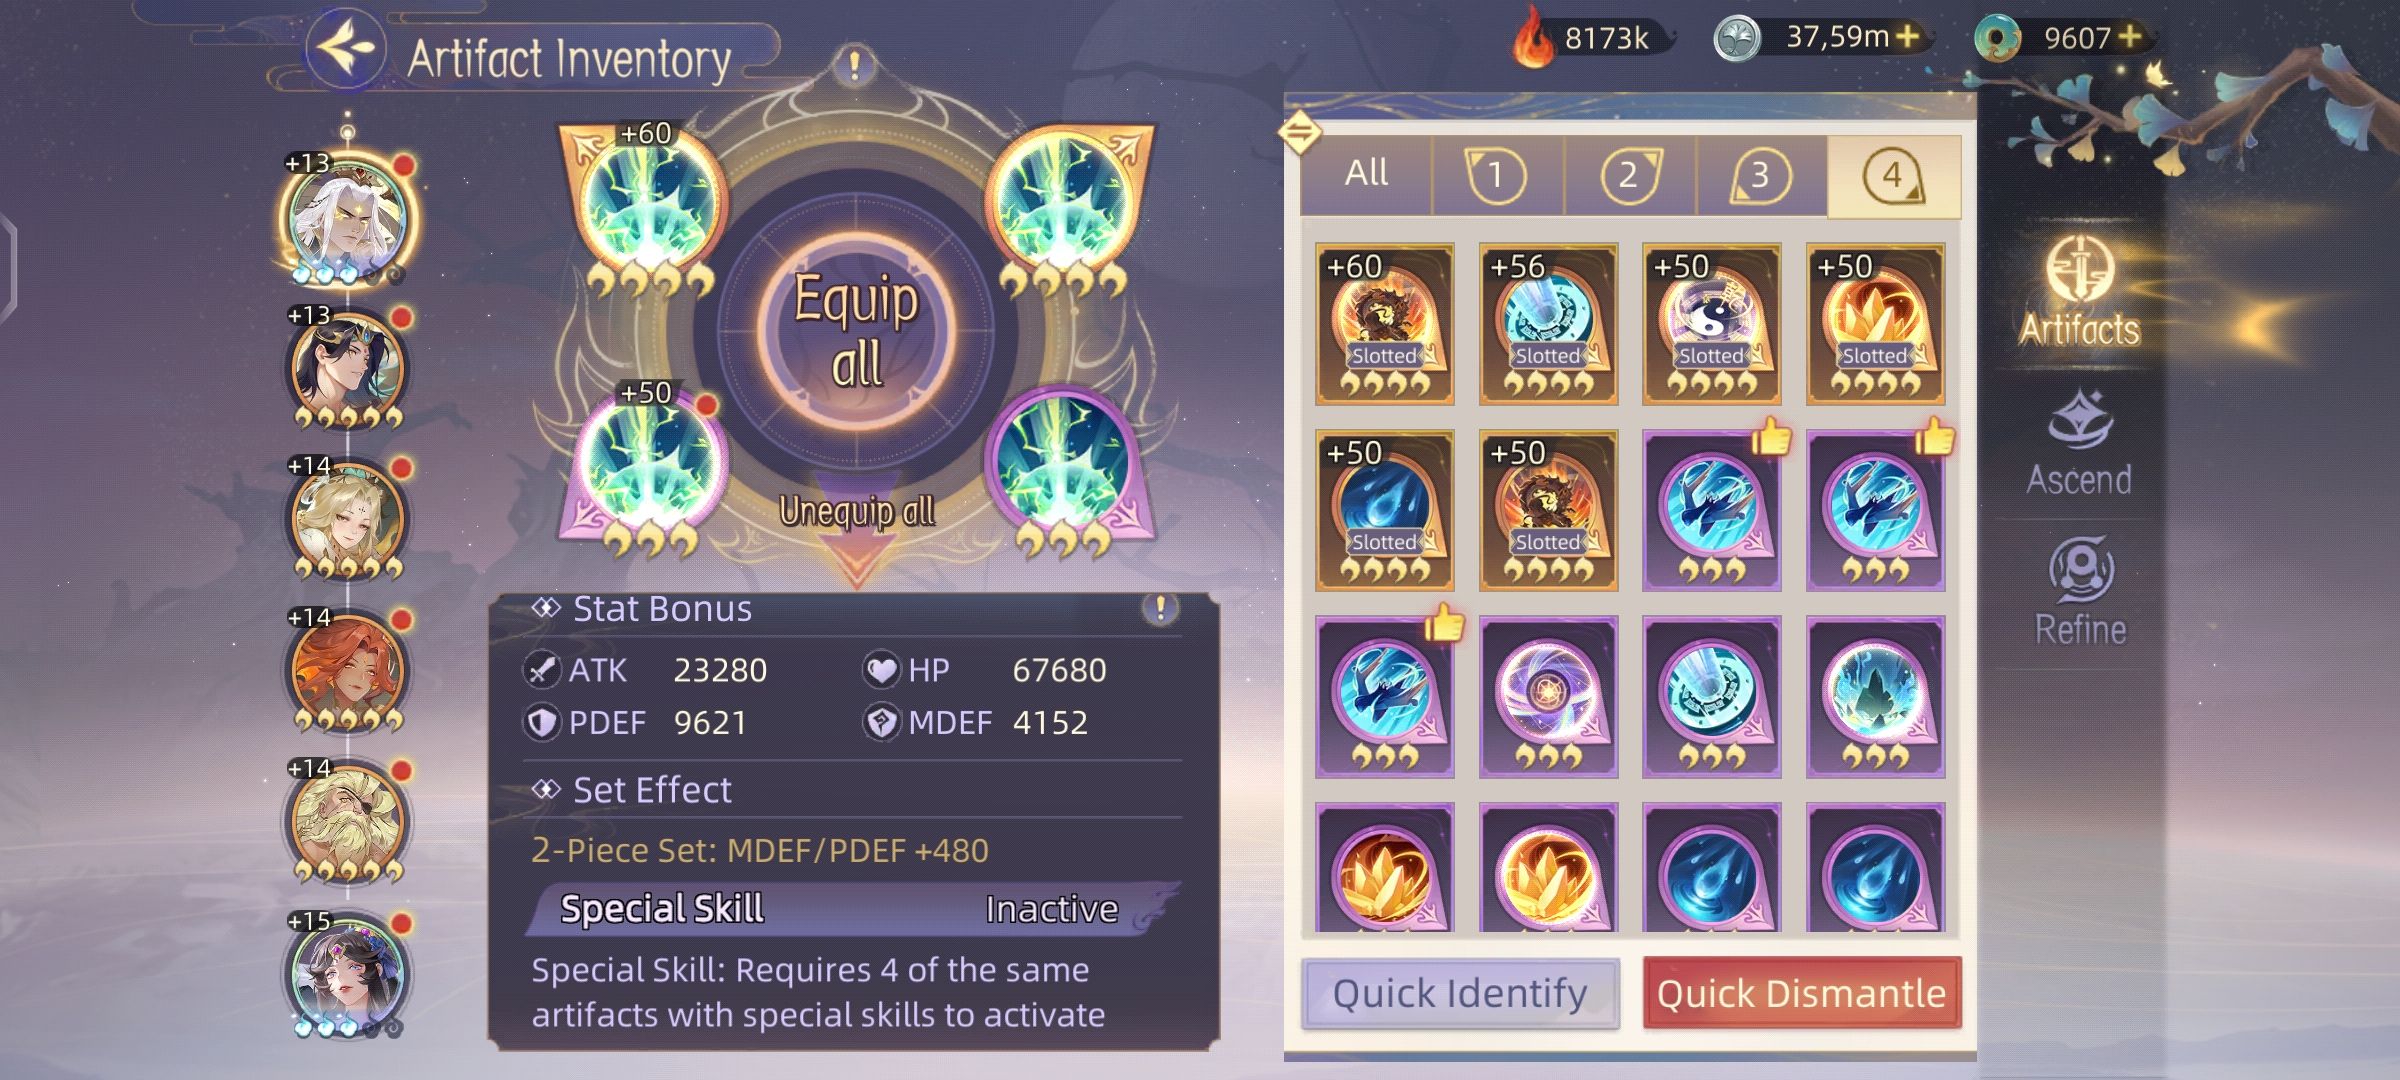 Artifact Inventory
8173k
37,59m
9607
+13
+13
+14
+14
+14
+15
+60
+50
Equip
all
Unequip all
Stat Bonus
ATK 23280 HP 67680
PDEF 9621 MDEF 4152
Set Effect
2-Piece Set: MDEF/PDEF +480
Special Skill Inactive
Special Skill: Requires 4 of the same
artifacts with special skills to activate
All 1 2 3 4
+60 +56 +50 +50
Slotted Slotted Slotted Slotted
+50 +50
Slotted Slotted
Quick Identify Quick Dismantle
Artifacts
Ascend
Refine